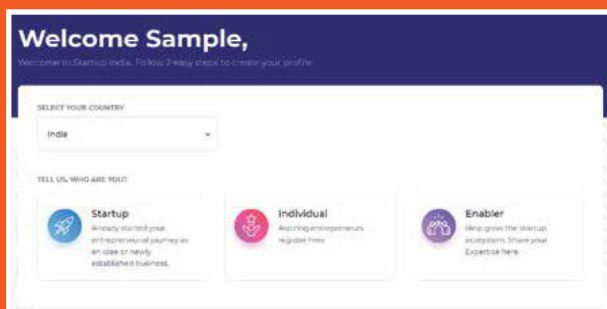 Welcome Sample,
Welcome to Startup India. Follow 2 easy steps to create your profile.
SELECT YOUR COUNTRY
India
TELL US, WHO ARE YOU?
Startup
Already started your
entrepreneurial journey as
an idea or newly
established business.
Individual
Aspiring entrepreneurs
register here.
Enabler
Help grow the startup
ecosystem. Share your
Expertise here.